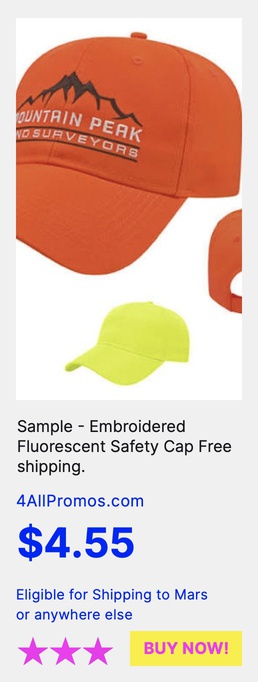 MOUNTAIN PEAK
ND SURVEYORS
Sample - Embroidered
Fluorescent Safety Cap Free
shipping.
4AllPromos.com
$4.55
Eligible for Shipping to Mars
or anywhere else
BUY NOW!